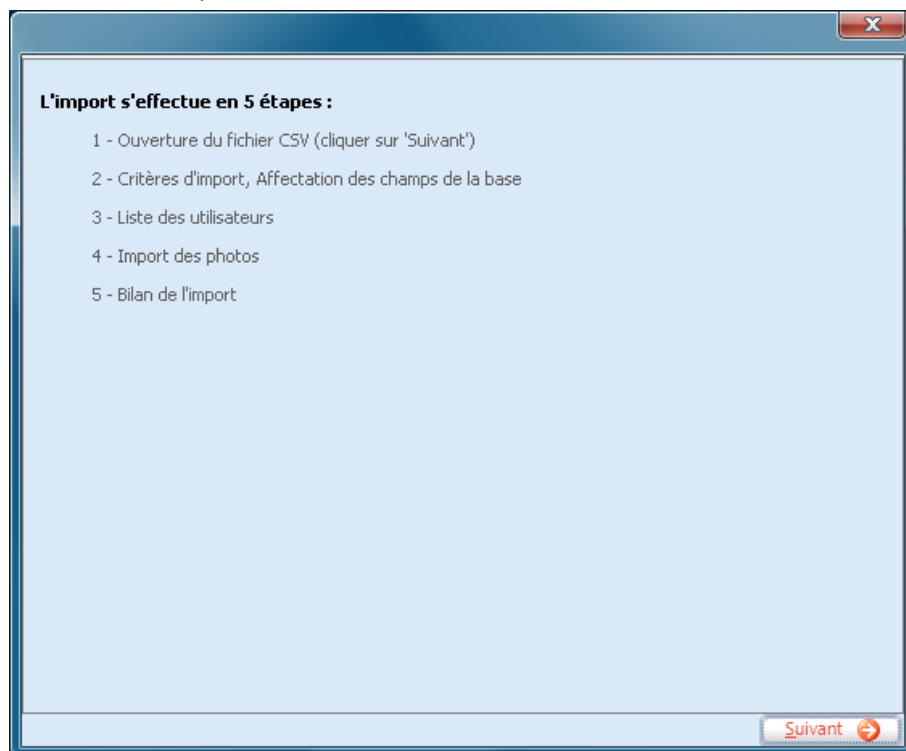 L'import s'effectue en 5 étapes :
1 - Ouverture du fichier CSV (cliquer sur 'Suivant')
2 - Critères d'import, Affectation des champs de la base
3 - Liste des utilisateurs
4 - Import des photos
5 - Bilan de l'import
Suivant